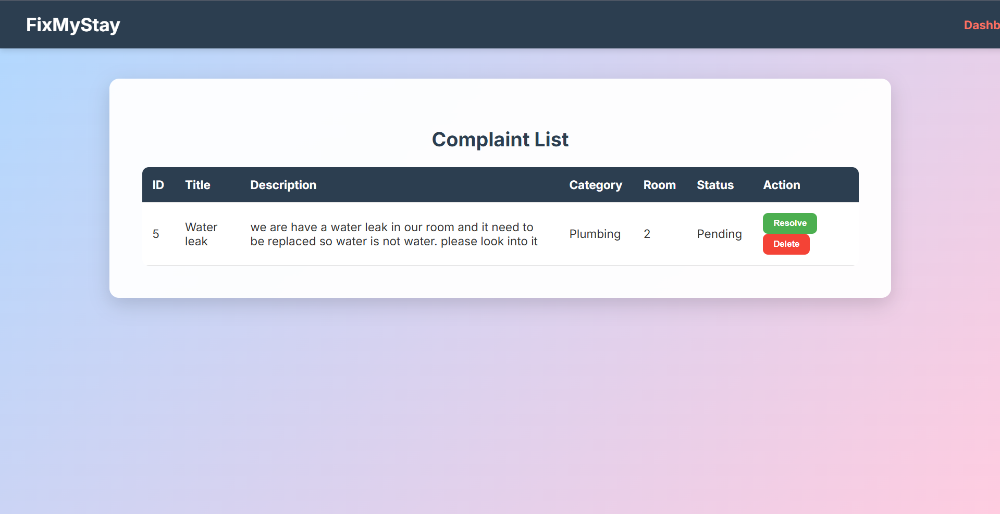 FixMyStay
Dashb
Complaint List
ID Title Description Category Room Status Action
5 Water leak we are have a water leak in our room and it need to be replaced so water is not water. please look into it Plumbing 2 Pending Resolve Delete